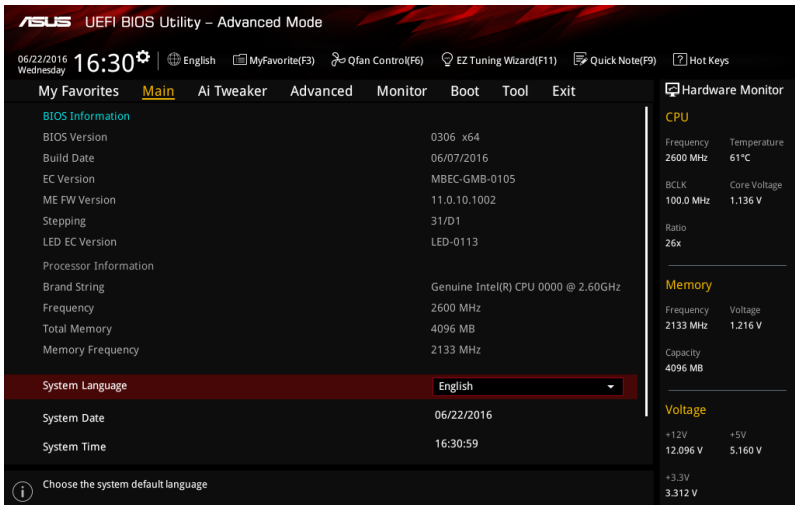 ASUS UEFI BIOS Utility – Advanced Mode
06/22/2016
Wednesday
16:30
English MyFavorite(F3) Qfan Control(F6) EZ Tuning Wizard(F11) Quick Note(F9) ? Hot Keys
My Favorites Main Ai Tweaker Advanced Monitor Boot Tool Exit
BIOS Information
BIOS Version 0306 x64
Build Date 06/07/2016
EC Version MBEC-GMB-0105
ME FW Version 11.0.10.1002
Stepping 31/D1
LED EC Version LED-0113
Processor Information
Brand String Genuine Intel(R) CPU 0000 @ 2.60GHz
Frequency 2600 MHz
Total Memory 4096 MB
Memory Frequency 2133 MHz
System Language English
System Date 06/22/2016
System Time 16:30:59
i Choose the system default language
Hardware Monitor
CPU
Frequency Temperature
2600 MHz 61°C
BCLK Core Voltage
100.0 MHz 1.136 V
Ratio
26x
Memory
Frequency Voltage
2133 MHz 1.216 V
Capacity
4096 MB
Voltage
+12V +5V
12.096 V 5.160 V
+3.3V
3.312 V